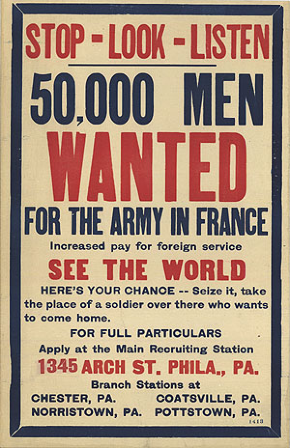 STOP - LOOK - LISTEN
50,000 MEN
WANTED
FOR THE ARMY IN FRANCE
Increased pay for foreign service
SEE THE WORLD
HERE'S YOUR CHANCE -- Seize it, take
the place of a soldier over there who wants
to come home.
FOR FULL PARTICULARS
Apply at the Main Recruiting Station
1345 ARCH ST. PHILA., PA.
Branch Stations at
CHESTER, PA. COATSVILLE, PA.
NORRISTOWN, PA. POTTSTOWN, PA.